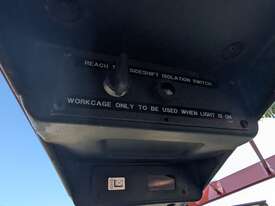 REACH
SIDESHIFT ISOLATION SWITCH
WORKCAGE ONLY TO BE USED WHEN LIGHT IS ON